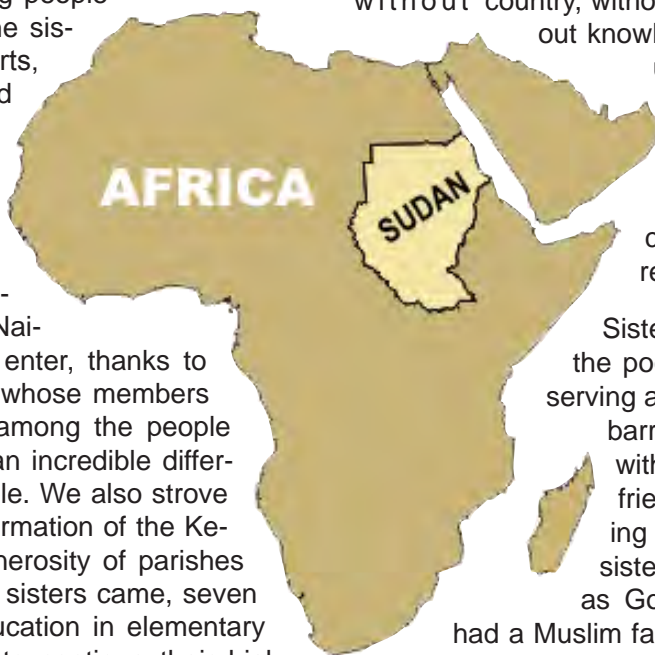 g people
e sis-
rts,
d
-
Nai-
enter, thanks to
whose members
among the people
an incredible differ-
le. We also strove
rmation of the Ke-
nerosity of parishes
sisters came, seven
ucation in elementary
AFRICA
SUDAN
without country, witho
out knowl
re
Siste
the po
serving a
barr
with
frie
ing
siste
as Go
had a Muslim fa